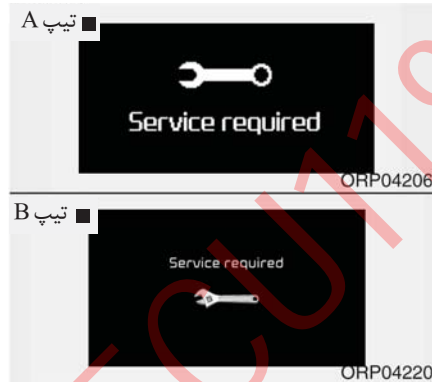 ■ تیپ A
Service required
ORP04206
■ تیپ B
Service required
ORP04220